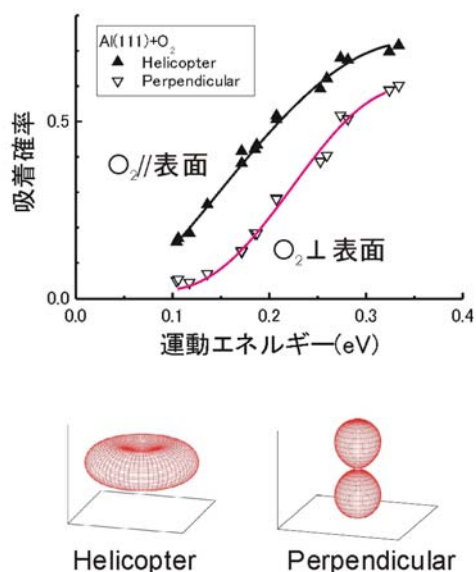 Al(111)+O₂
▲ Helicopter
▽ Perpendicular
吸着確率
0.5
0.0
O₂//表面
O₂⊥表面
0.0 0.1 0.2 0.3 0.4
運動エネルギー(eV)
Helicopter Perpendicular